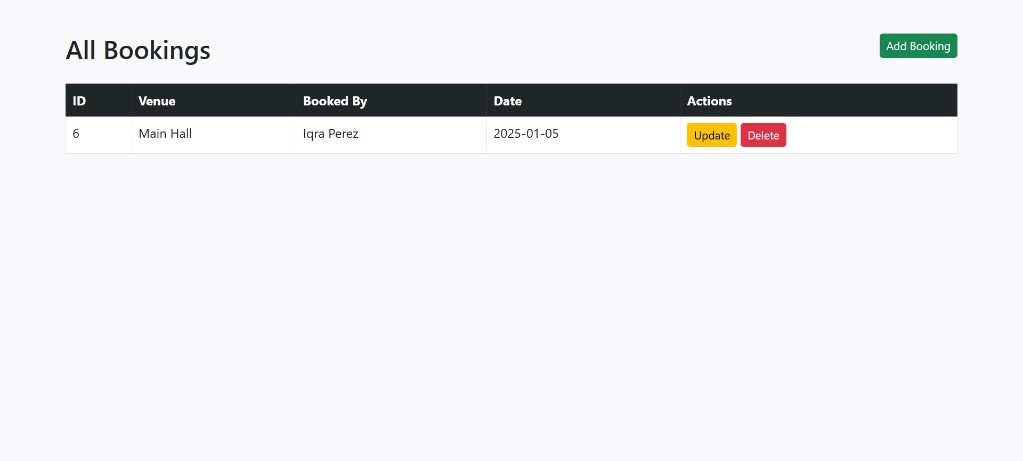 All Bookings
Add Booking
ID Venue Booked By Date Actions
6 Main Hall Iqra Perez 2025-01-05 Update Delete